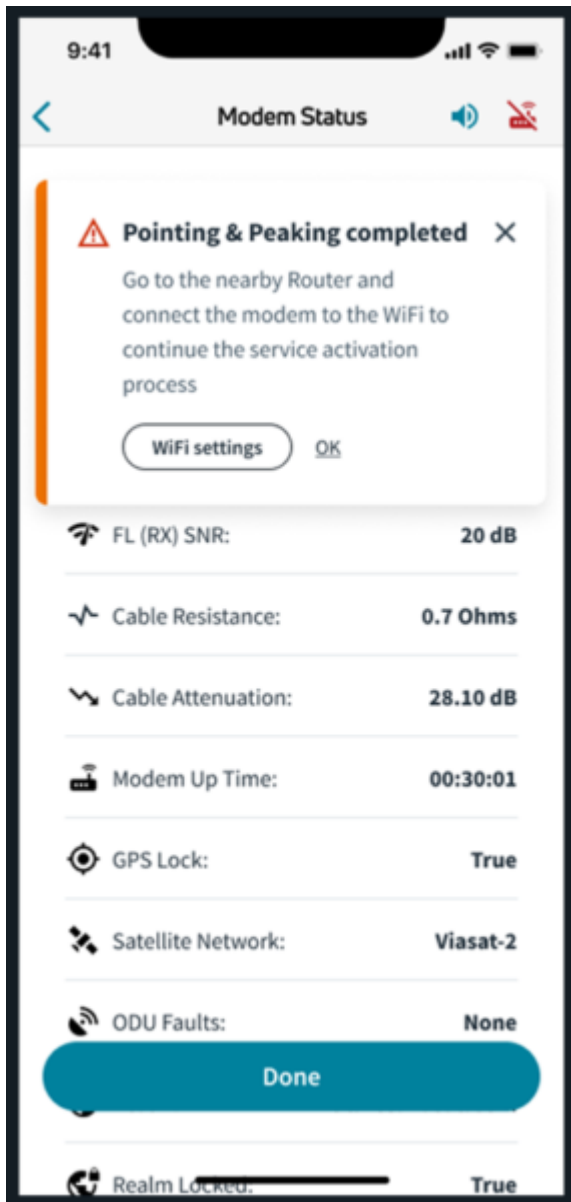 9:41
Modem Status
Pointing & Peaking completed
Go to the nearby Router and
connect the modem to the WiFi to
continue the service activation
process
WiFi settings OK
FL (RX) SNR: 20 dB
Cable Resistance: 0.7 Ohms
Cable Attenuation: 28.10 dB
Modem Up Time: 00:30:01
GPS Lock: True
Satellite Network: Viasat-2
ODU Faults: None
Done
Realm Locked: True